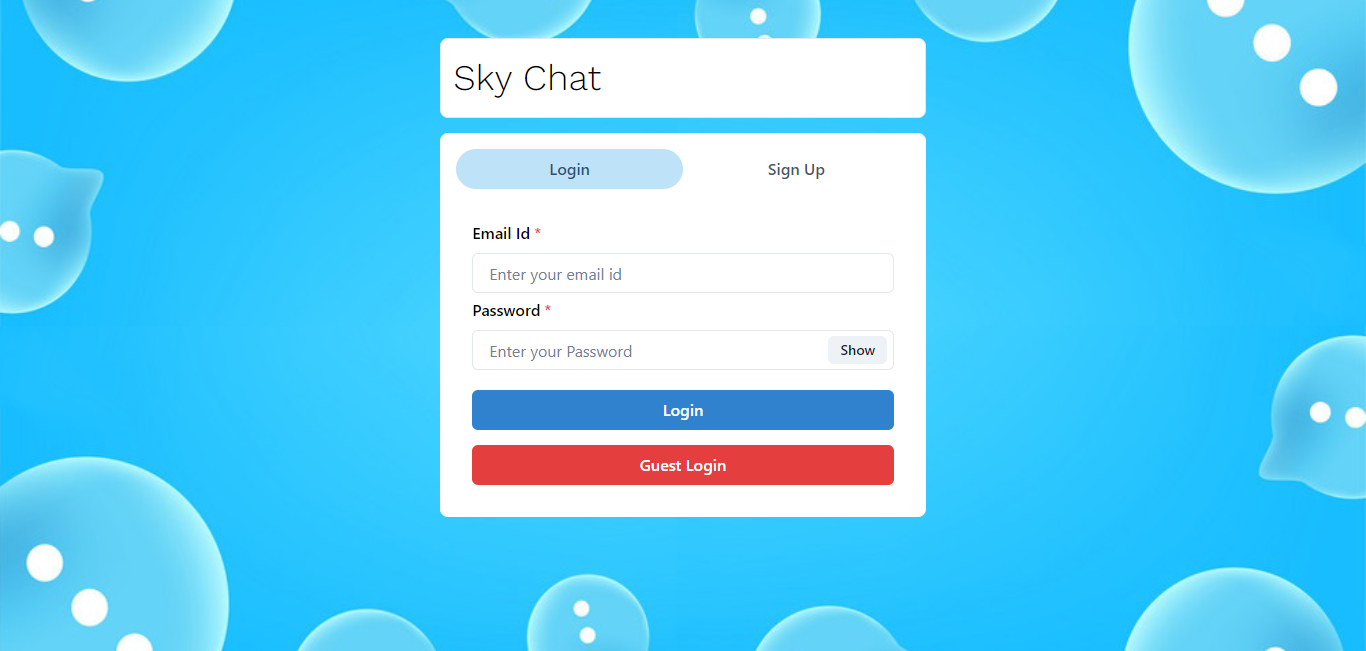 Sky Chat
Login
Sign Up
Email Id *
Enter your email id
Password *
Enter your Password
Show
Login
Guest Login